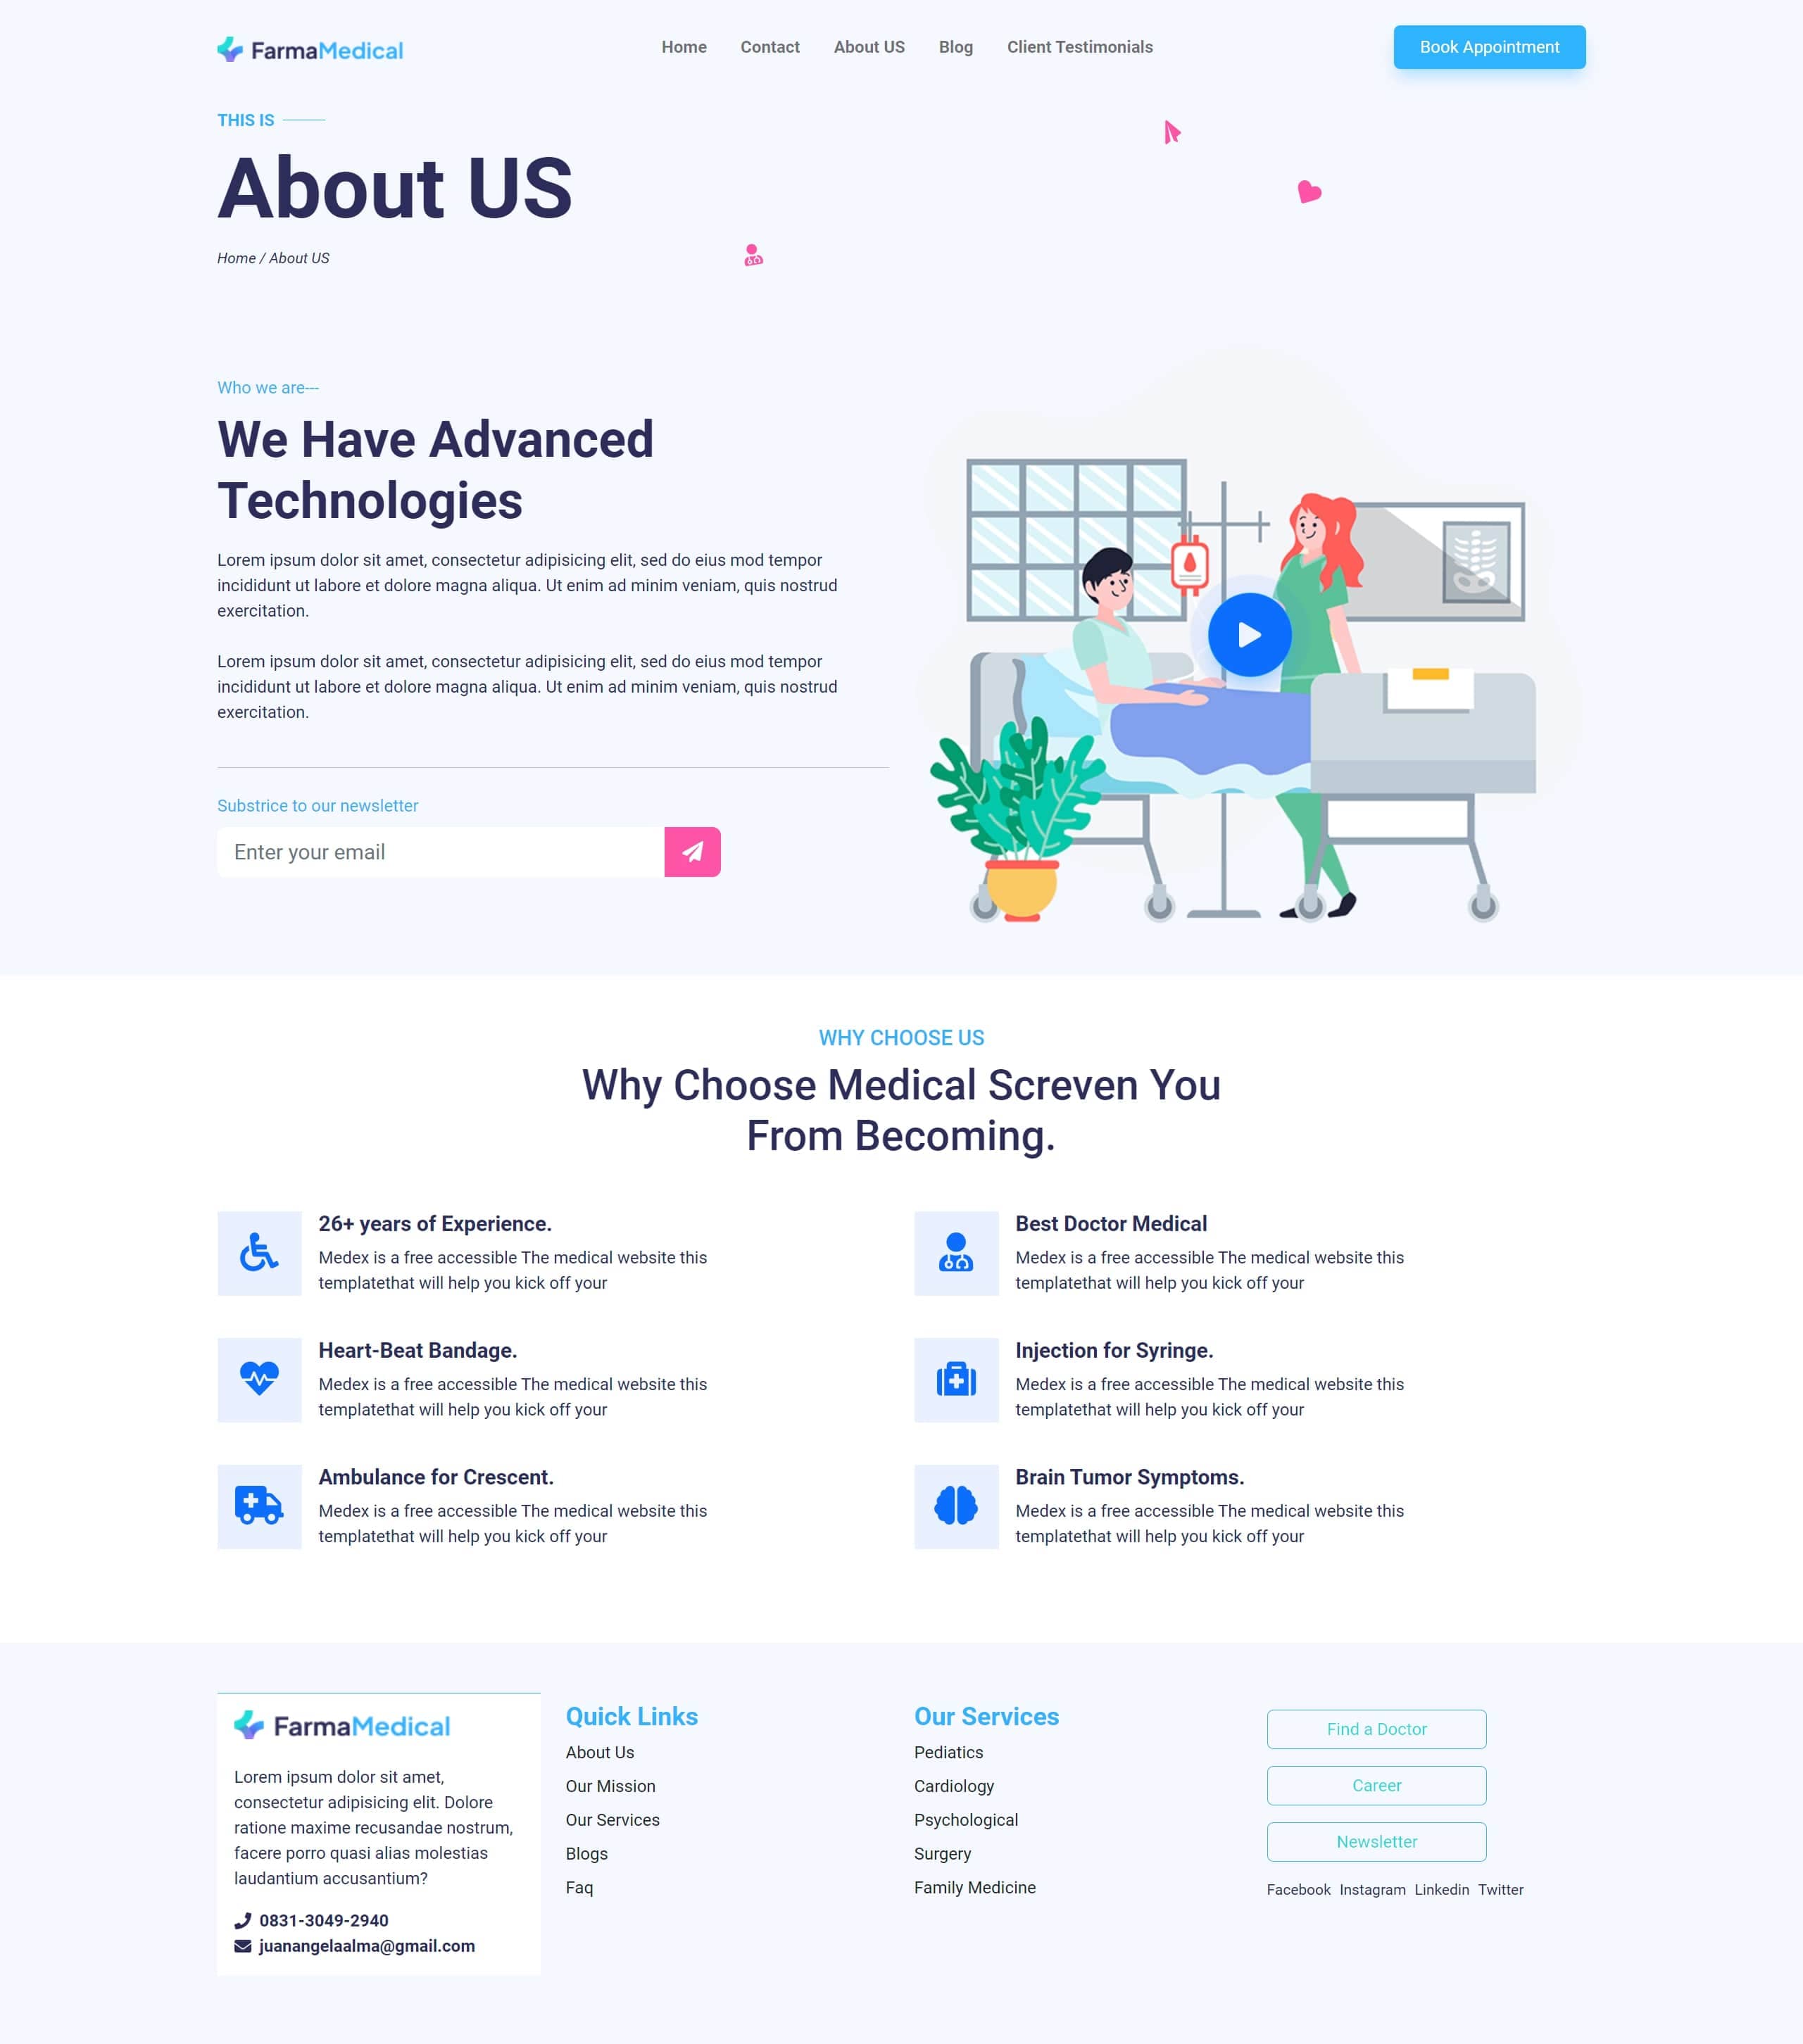 FarmaMedical
Home Contact About US Blog Client Testimonials
Book Appointment
THIS IS
About US
Home / About US
Who we are---
We Have Advanced
Technologies
Lorem ipsum dolor sit amet, consectetur adipisicing elit, sed do eius mod tempor
incididunt ut labore et dolore magna aliqua. Ut enim ad minim veniam, quis nostrud
exercitation.
Lorem ipsum dolor sit amet, consectetur adipisicing elit, sed do eius mod tempor
incididunt ut labore et dolore magna aliqua. Ut enim ad minim veniam, quis nostrud
exercitation.
Substrice to our newsletter
Enter your email
WHY CHOOSE US
Why Choose Medical Screven You
From Becoming.
26+ years of Experience.
Medex is a free accessible The medical website this
templatethat will help you kick off your
Best Doctor Medical
Medex is a free accessible The medical website this
templatethat will help you kick off your
Heart-Beat Bandage.
Medex is a free accessible The medical website this
templatethat will help you kick off your
Injection for Syringe.
Medex is a free accessible The medical website this
templatethat will help you kick off your
Ambulance for Crescent.
Medex is a free accessible The medical website this
templatethat will help you kick off your
Brain Tumor Symptoms.
Medex is a free accessible The medical website this
templatethat will help you kick off your
FarmaMedical
Lorem ipsum dolor sit amet,
consectetur adipisicing elit. Dolore
ratione maxime recusandae nostrum,
facere porro quasi alias molestias
laudantium accusantium?
0831-3049-2940
juanangelaalma@gmail.com
Quick Links
About Us
Our Mission
Our Services
Blogs
Faq
Our Services
Pediatics
Cardiology
Psychological
Surgery
Family Medicine
Find a Doctor
Career
Newsletter
Facebook Instagram Linkedin Twitter